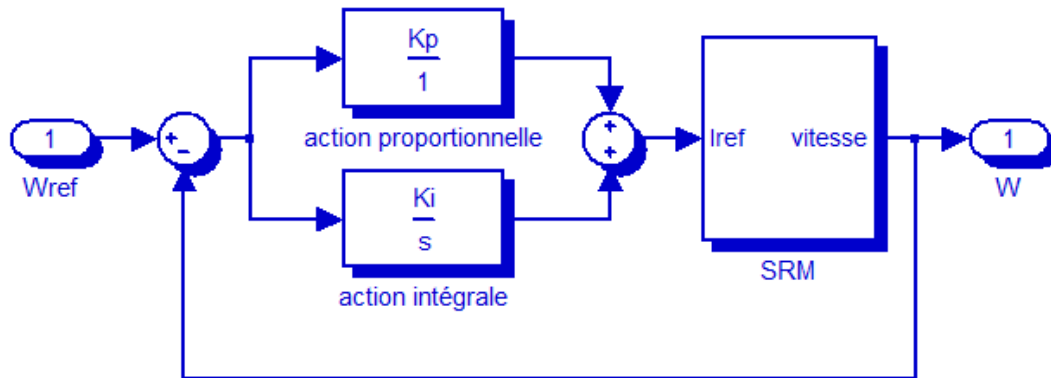 Kp
1
action proportionnelle
1
Wref
+
−
+
+
Iref
vitesse
1
W
Ki
s
action intégrale
SRM